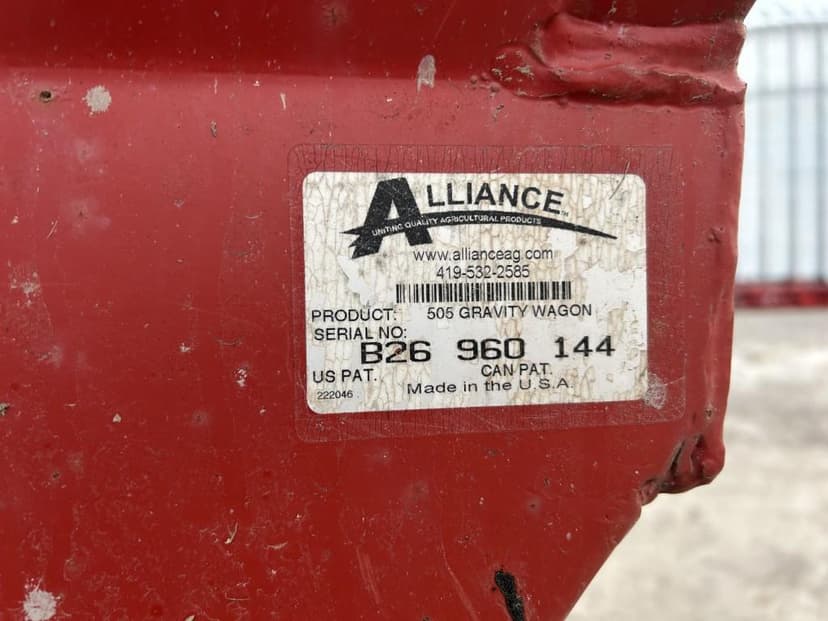 ALLIANCE™
UNITING QUALITY AGRICULTURAL PRODUCTS
www.allianceag.com
419-532-2585
PRODUCT: 505 GRAVITY WAGON
SERIAL NO:
B26 960 144
US PAT. CAN PAT.
222046 Made in the U.S.A.